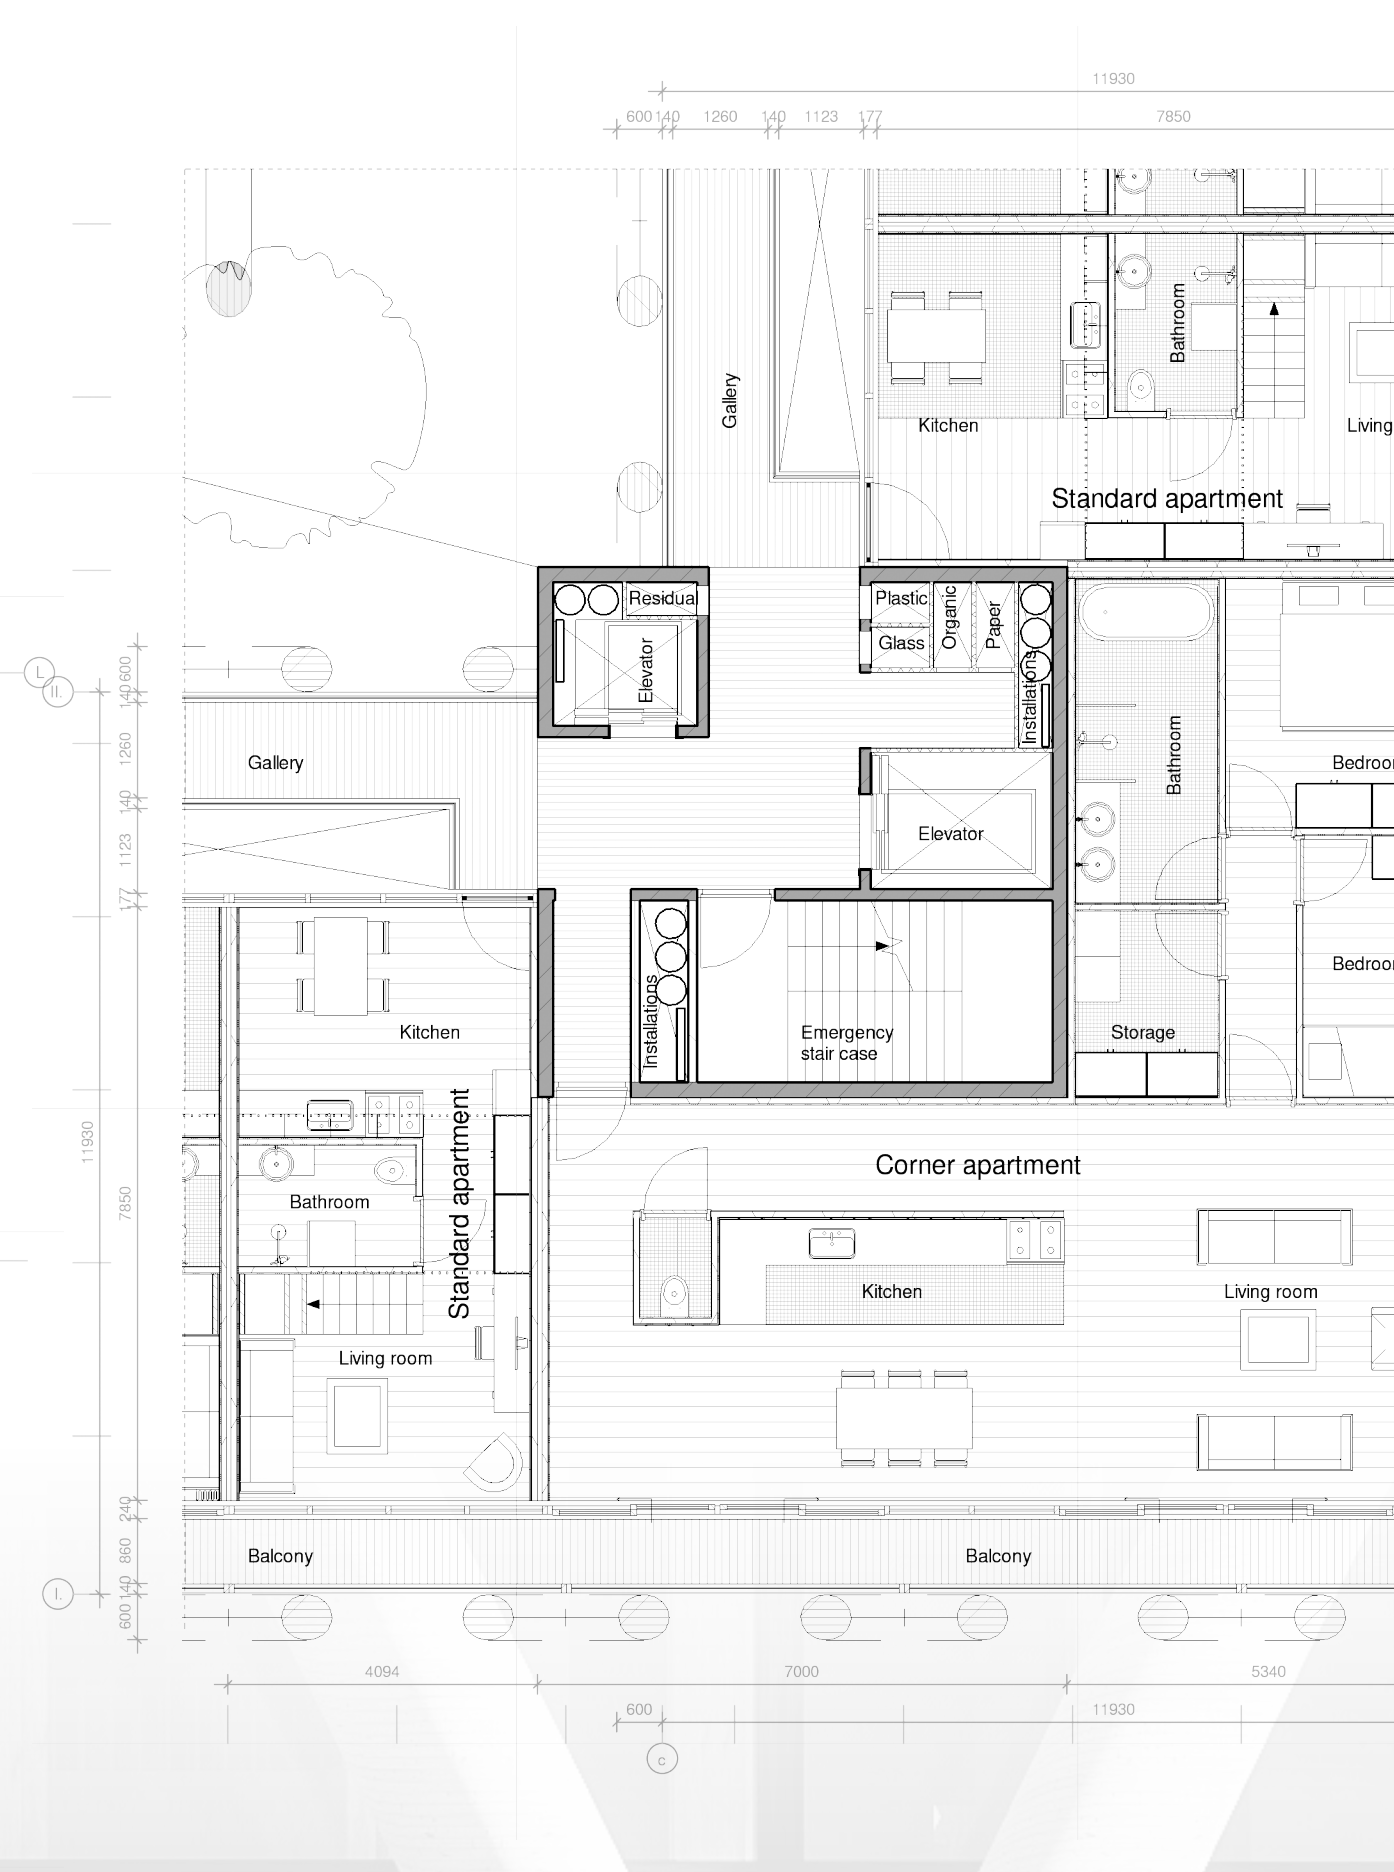 11930
600 140 1260 140 1123 177 7850
Gallery
Bathroom
Kitchen
Living
Standard apartment
Residual
Elevator
Plastic
Organic
Paper
Glass
Installations
L
II.
600
140
1260
140
1123
177
Gallery
Bathroom
Bedroo
Elevator
Bedroo
Kitchen
Installations
Emergency
stair case
Storage
11930
7850
Standard apartment
Corner apartment
Bathroom
Kitchen
Living room
Living room
240
860
140
600
Balcony
Balcony
I.
4094 7000 5340
600 11930
c